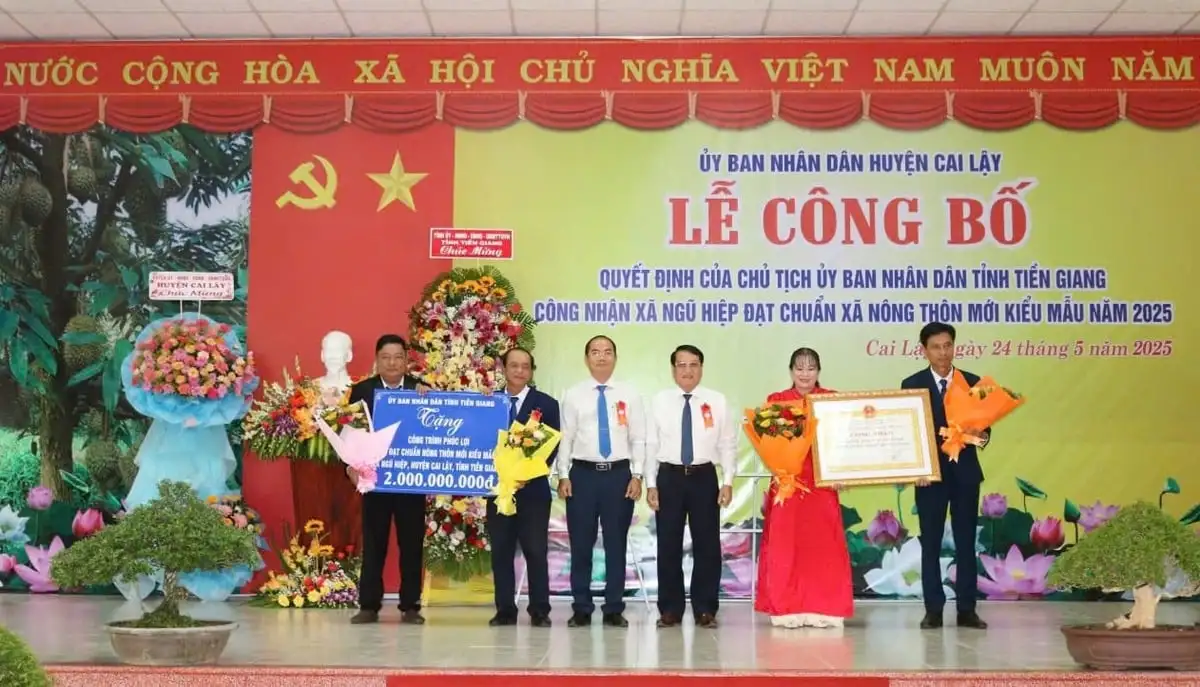 NƯỚC CỘNG HÒA XÃ HỘI CHỦ NGHĨA VIỆT NAM MUÔN NĂM
ỦY BAN NHÂN DÂN HUYỆN CAI LẬY
LỄ CÔNG BỐ
QUYẾT ĐỊNH CỦA CHỦ TỊCH ỦY BAN NHÂN DÂN TỈNH TIỀN GIANG
CÔNG NHẬN XÃ NGŨ HIỆP ĐẠT CHUẨN XÃ NÔNG THÔN MỚI KIỂU MẪU NĂM 2025
Cai Lậy, ngày 24 tháng 5 năm 2025
TỈNH TIỀN GIANG
Chúc Mừng
HUYỆN CAI LẬY
Chúc Mừng
ỦY BAN NHÂN DÂN TỈNH TIỀN GIANG
Tặng
CÔNG TRÌNH PHÚC LỢI
ĐẠT CHUẨN NÔNG THÔN MỚI KIỂU
NGŨ HIỆP, HUYỆN CAI LẬY, TỈNH TIỀN
2.000.000.000đ